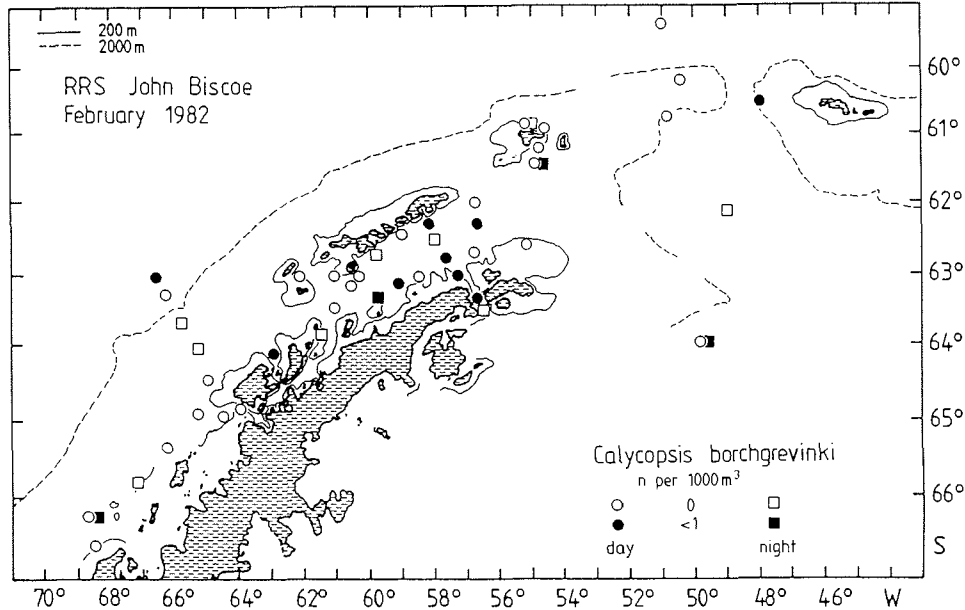 200 m
2000 m
RRS John Biscoe
February 1982
60°
61°
62°
63°
64°
65°
66°
S
Calycopsis borchgrevinki
n per 1000 m³
0
<1
day night
70° 68° 66° 64° 62° 60° 58° 56° 54° 52° 50° 48° 46° W